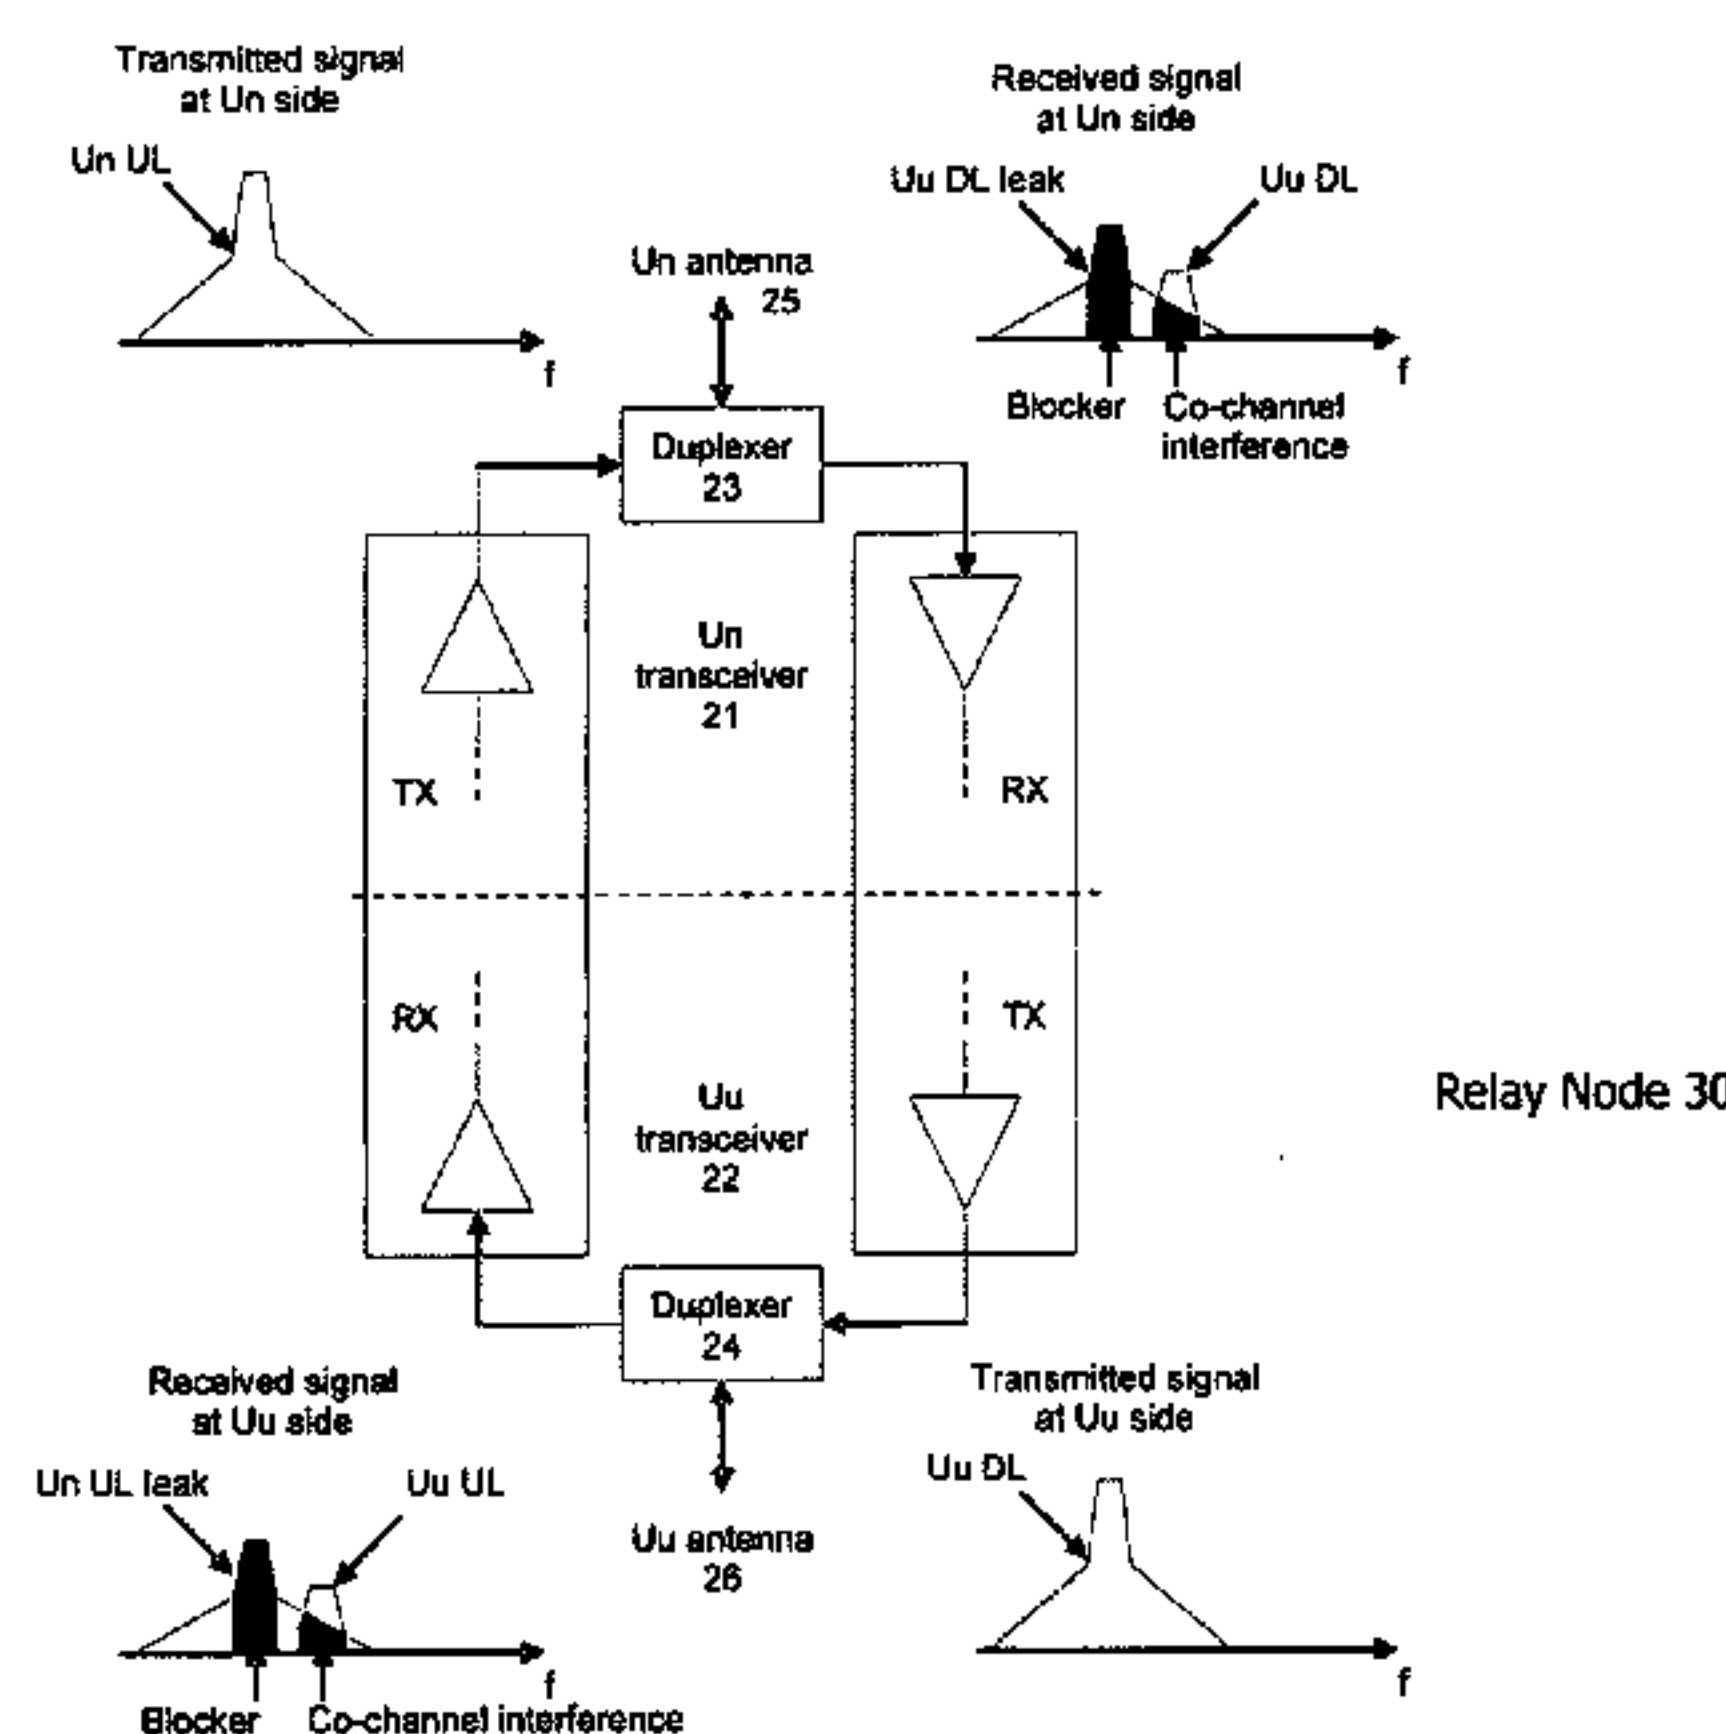 Transmitted signal
at Un side
Un UL
f
Received signal
at Un side
Uu DL leak
Uu DL
f
Blocker
Co-channel
interference
Un antenna
25
Duplexer
23
Un
transceiver
21
TX
RX
RX
TX
Uu
transceiver
22
Relay Node 30
Duplexer
24
Uu antenna
26
Received signal
at Uu side
Un UL leak
Uu UL
f
Blocker
Co-channel interference
Transmitted signal
at Uu side
Uu DL
f